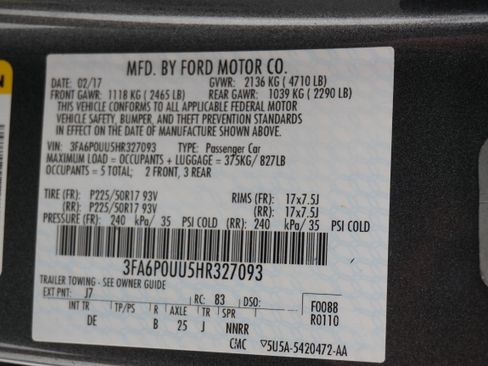 MFD. BY FORD MOTOR CO.
DATE: 02/17 GVWR: 2136 KG ( 4710 LB)
FRONT GAWR: 1118 KG ( 2465 LB) REAR GAWR: 1039 KG ( 2290 LB)
THIS VEHICLE CONFORMS TO ALL APPLICABLE FEDERAL MOTOR
VEHICLE SAFETY, BUMPER, AND THEFT PREVENTION STANDARDS
IN EFFECT ON THE DATE OF MANUFACTURE SHOWN ABOVE.
VIN: 3FA6P0UU5HR327093 TYPE: Passenger Car
MAXIMUM LOAD = OCCUPANTS + LUGGAGE = 375KG/ 827LB
OCCUPANTS = 5 TOTAL; 2 FRONT, 3 REAR
TIRE (FR): P225/50R17 93V RIMS (FR): 17x7.5J
(RR): P225/50R17 93V (RR): 17x7.5J
PRESSURE (FR): 240 kPa/ 35 PSI COLD (RR): 240 kPa/ 35 PSI COLD
3FA6P0UU5HR327093
TRAILER TOWING - SEE OWNER GUIDE
EXT PNT: J7 RC: 83 DSO: F0088
INT TR TP/PS R AXLE TR SPR R0110
DE B 25 J NNRR
CMC 5U5A-5420472-AA